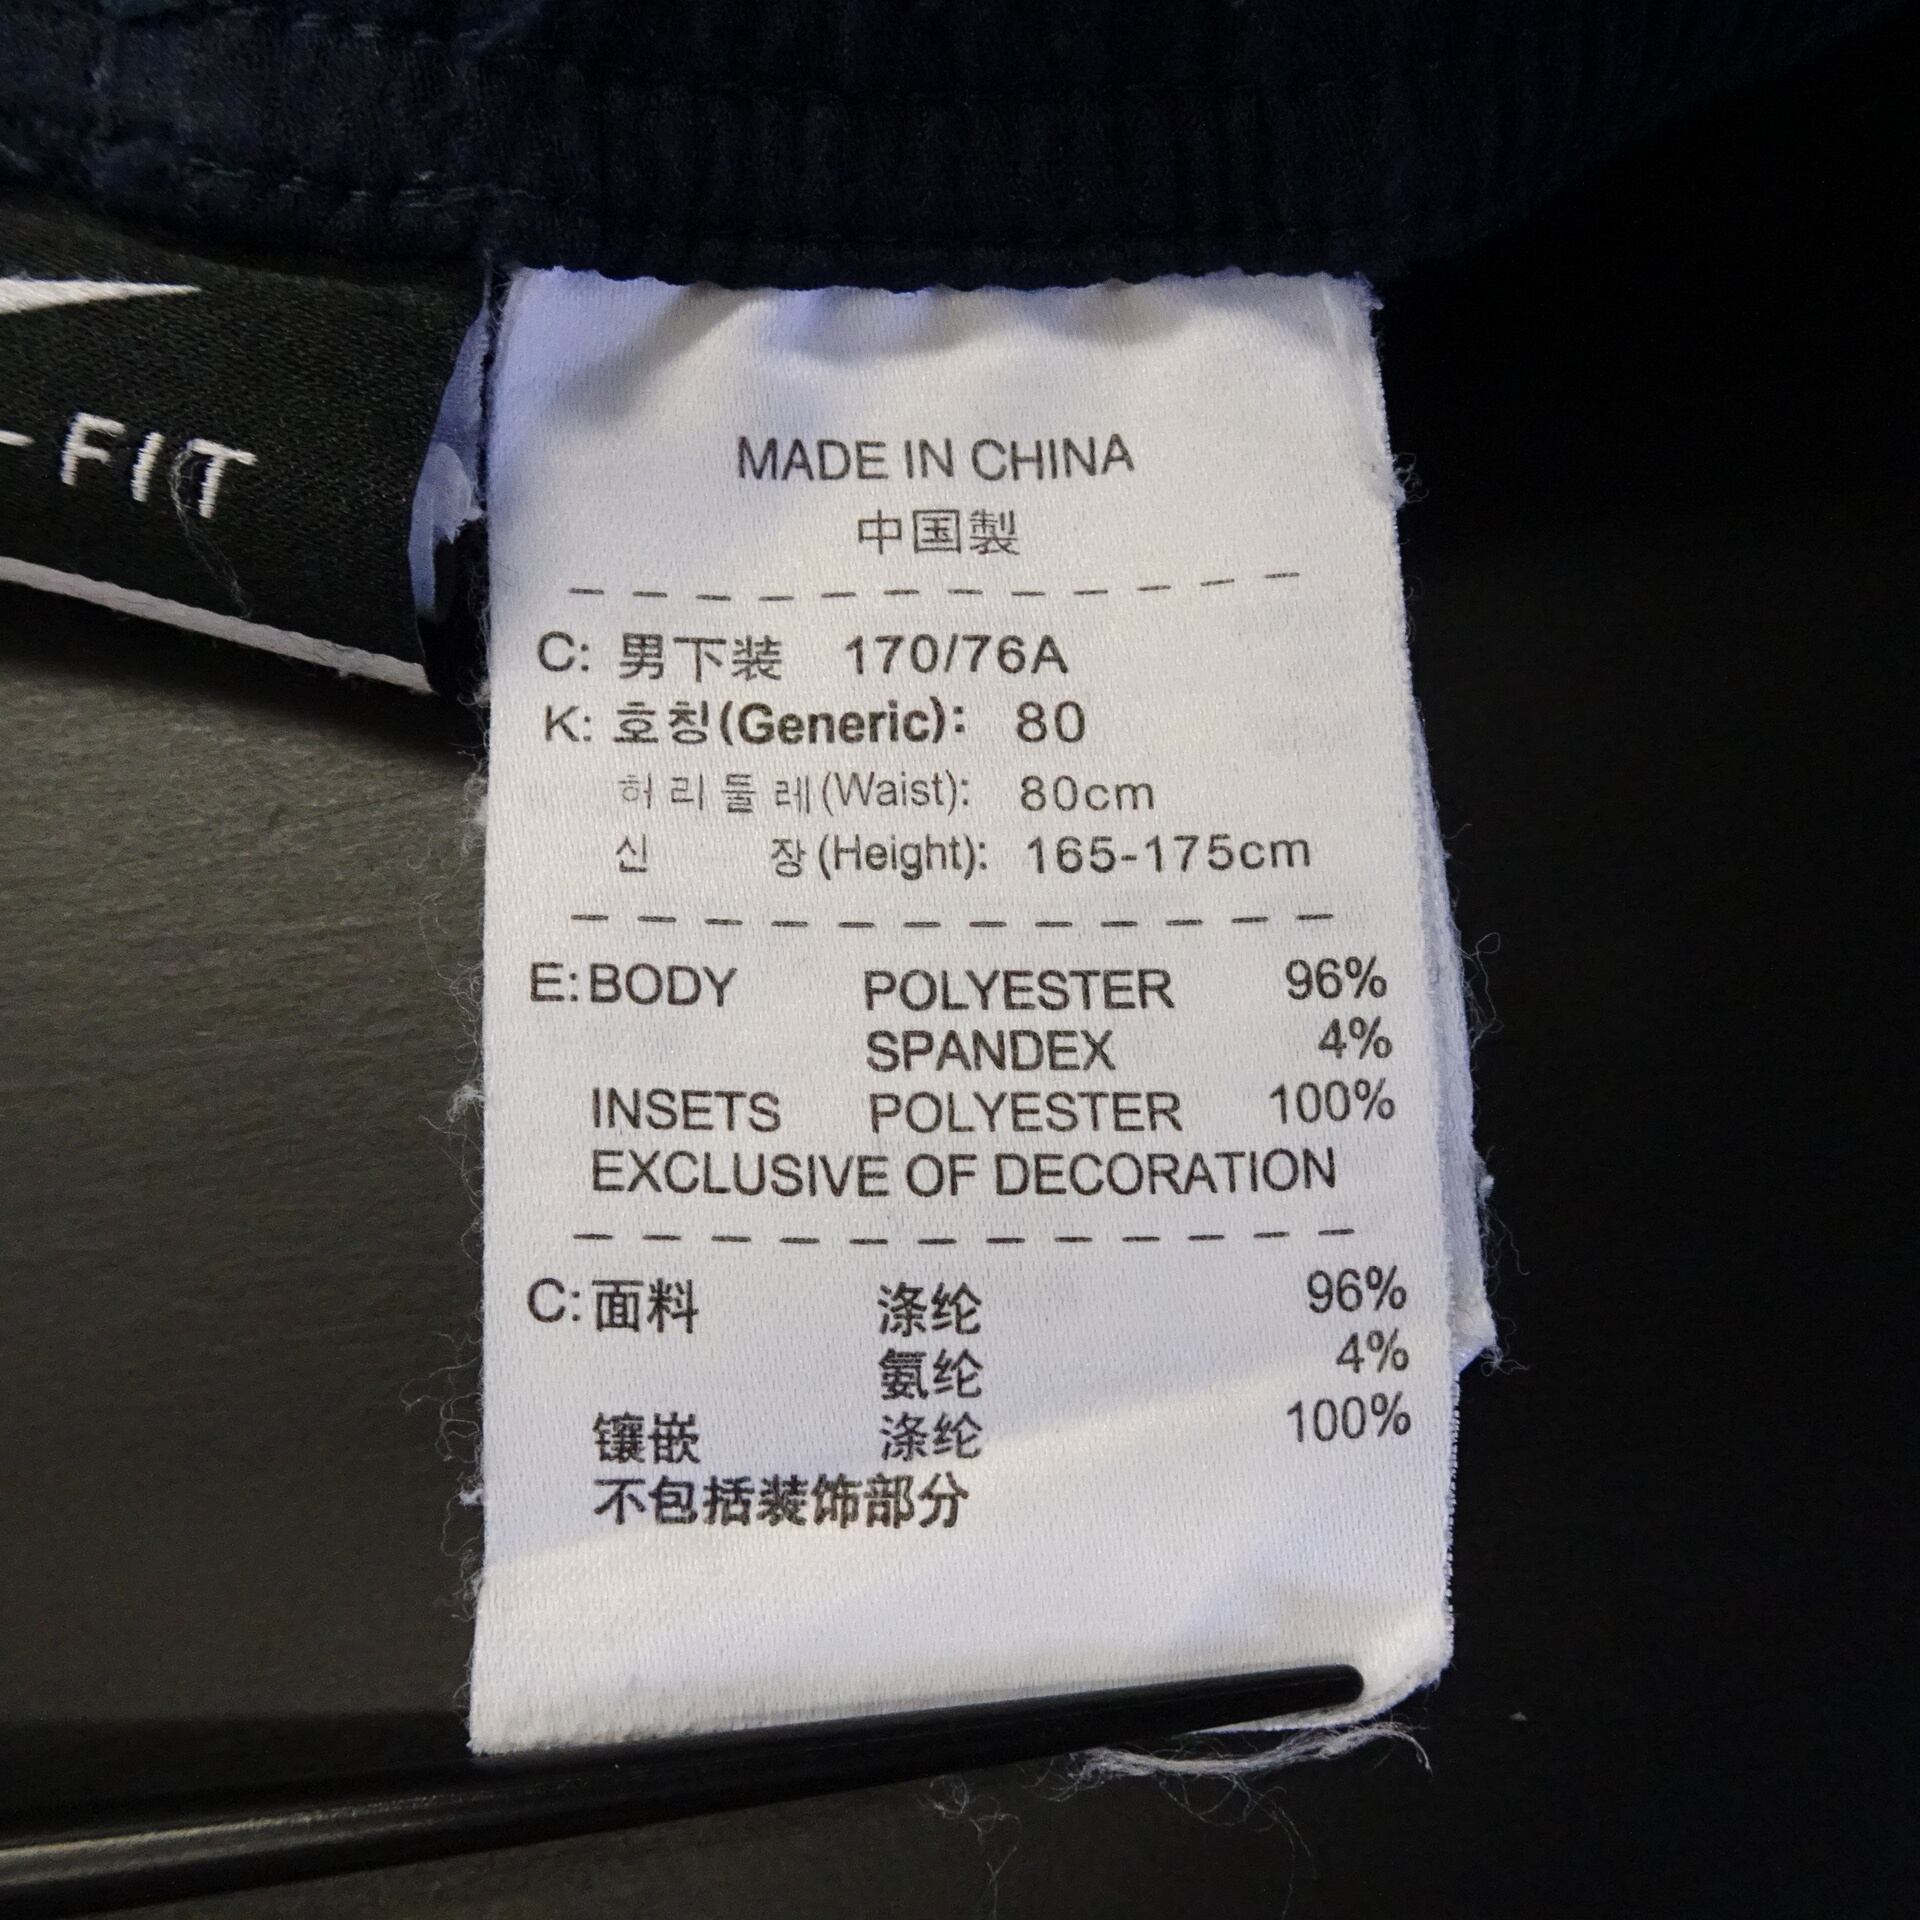 -FIT
MADE IN CHINA
中国製
C: 男下装 170/76A
K: 호칭(Generic): 80
허리둘레(Waist): 80cm
신 장(Height): 165-175cm
E:BODY POLYESTER 96%
SPANDEX 4%
INSETS POLYESTER 100%
EXCLUSIVE OF DECORATION
C:面料 涤纶 96%
氨纶 4%
镶嵌 涤纶 100%
不包括装饰部分